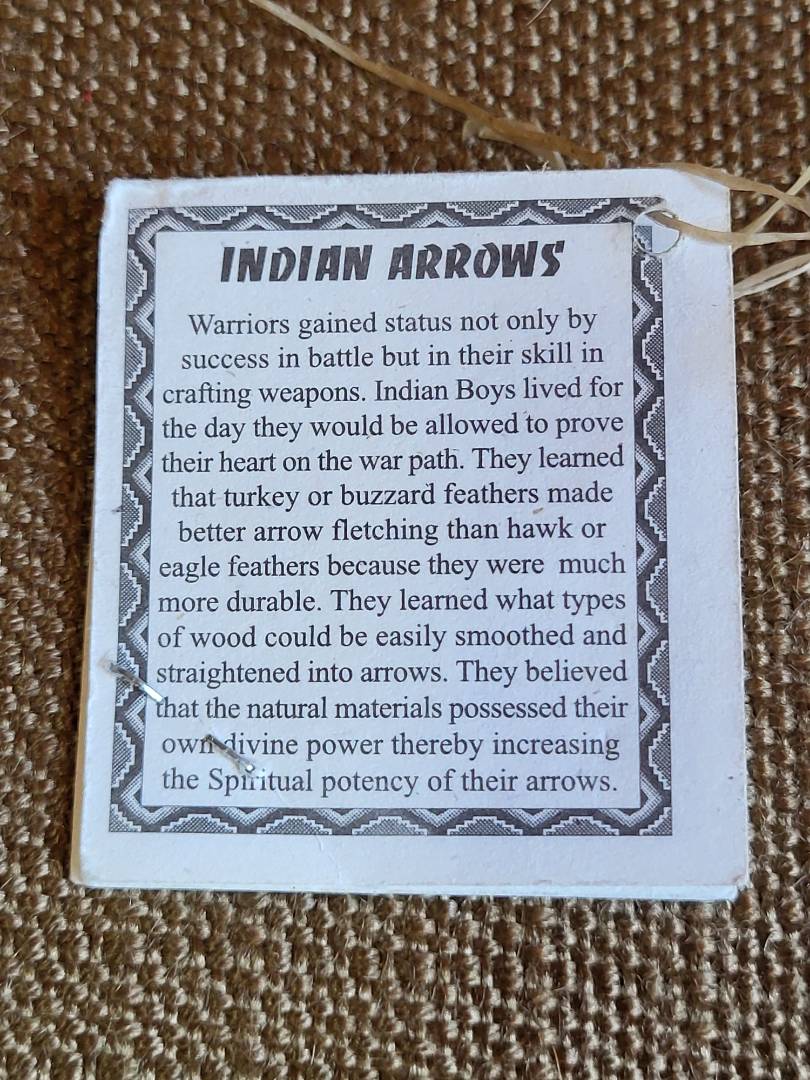 INDIAN ARROWS
Warriors gained status not only by
success in battle but in their skill in
crafting weapons. Indian Boys lived for
the day they would be allowed to prove
their heart on the war path. They learned
that turkey or buzzard feathers made
better arrow fletching than hawk or
eagle feathers because they were much
more durable. They learned what types
of wood could be easily smoothed and
straightened into arrows. They believed
that the natural materials possessed their
own divine power thereby increasing
the Spiritual potency of their arrows.